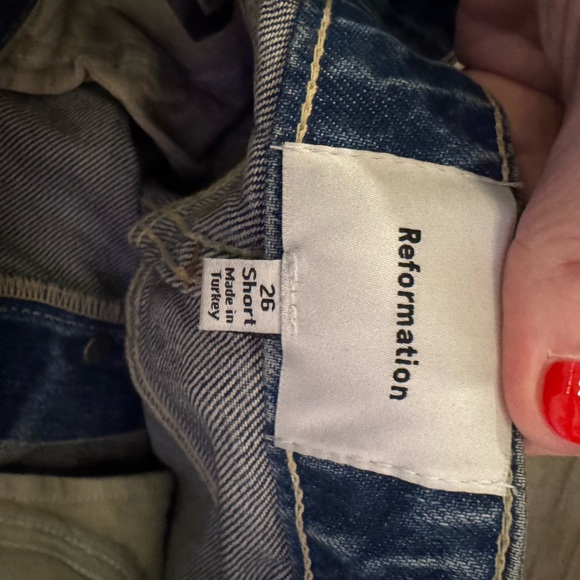 Reformation
26
Short
Made in
Turkey